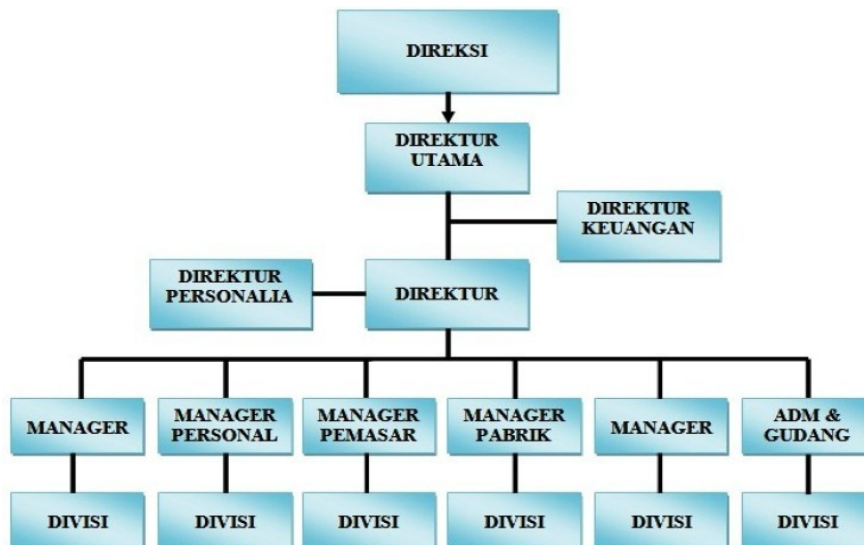 DIREKSI
DIREKTUR
UTAMA
DIREKTUR
KEUANGAN
DIREKTUR
PERSONALIA
DIREKTUR
MANAGER
MANAGER
PERSONAL
MANAGER
PEMASAR
MANAGER
PABRIK
MANAGER
ADM &
GUDANG
DIVISI
DIVISI
DIVISI
DIVISI
DIVISI
DIVISI